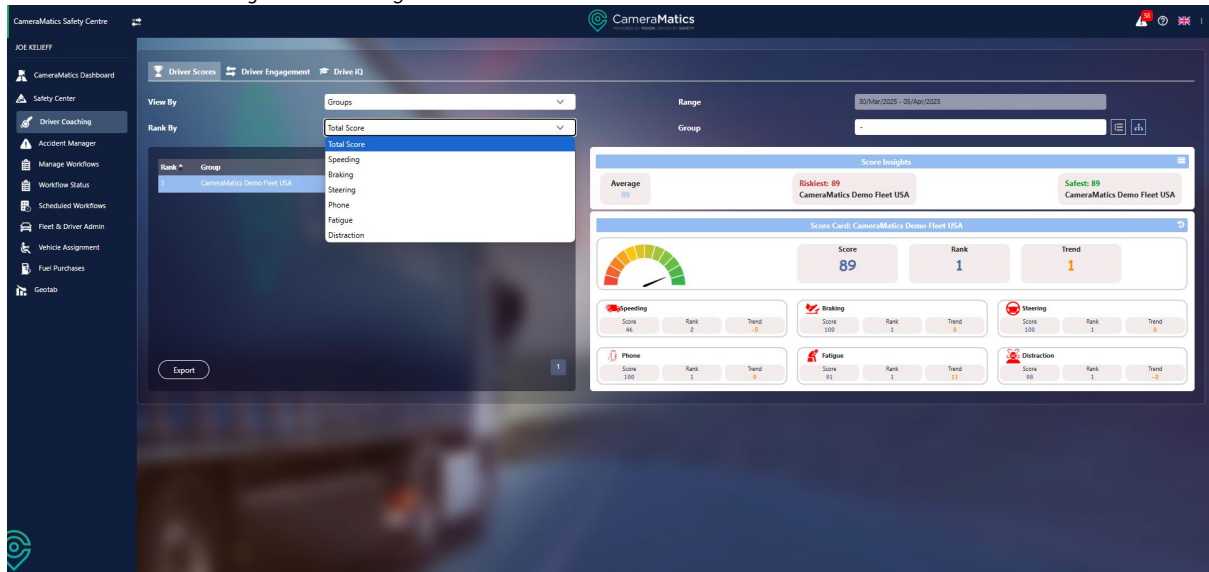 CameraMatics Safety Centre
CameraMatics
58
JOE KELIEFF
CameraMatics Dashboard
Safety Center
Driver Coaching
Accident Manager
Manage Workflows
Workflow Status
Scheduled Workflows
Fleet & Driver Admin
Vehicle Assignment
Fuel Purchases
Geotab
Driver Scores Driver Engagement Drive iQ
View By Groups Range 30/Mar/2025 - 05/Apr/2025
Rank By Total Score Group -
Total Score
Speeding
Braking
Steering
Phone
Fatigue
Distraction
Rank Group
1 CameraMatics Demo Fleet USA
Export 1
Score Insights
Average Riskiest: 89 Safest: 89
89 CameraMatics Demo Fleet USA CameraMatics Demo Fleet USA
Score Card: CameraMatics Demo Fleet USA
Score Rank Trend
89 1 1
Speeding Braking Steering
Score Rank Trend Score Rank Trend Score Rank Trend
46 2 -5 100 1 0 100 1 0
Phone Fatigue Distraction
Score Rank Trend Score Rank Trend Score Rank Trend
100 1 0 91 1 11 98 1 -2